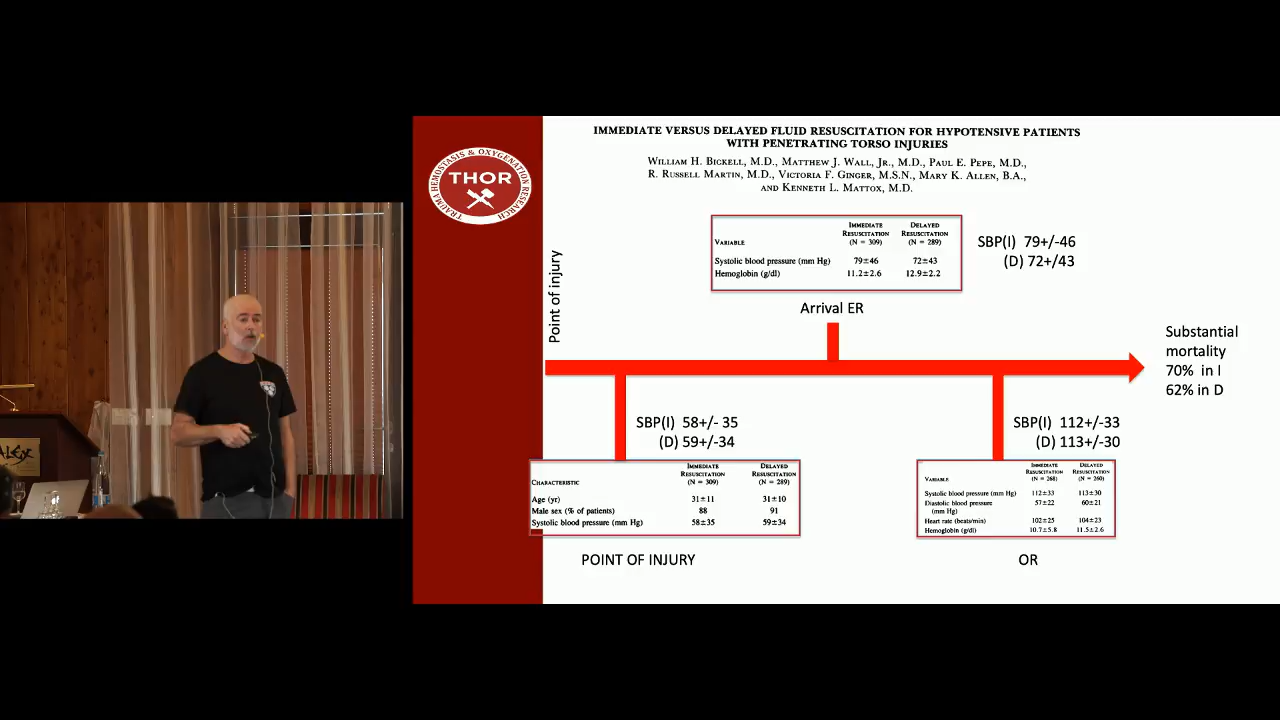 IMMEDIATE VERSUS DELAYED FLUID RESUSCITATION FOR HYPOTENSIVE PATIENTS
WITH PENETRATING TORSO INJURIES
WILLIAM H. BICKELL, M.D., MATTHEW J. WALL, JR., M.D., PAUL E. PEPE, M.D.,
R. RUSSELL MARTIN, M.D., VICTORIA F. GINGER, M.S.N., MARY K. ALLEN, B.A.,
AND KENNETH L. MATTOX, M.D.
TRAUMA HEMOSTASIS & OXYGENATION RESEARCH
THOR
Point of injury
VARIABLE IMMEDIATE RESUSCITATION (N = 309) DELAYED RESUSCITATION (N = 289)
Systolic blood pressure (mm Hg) 79±46 72±43
Hemoglobin (g/dl) 11.2±2.6 12.9±2.2
SBP(I) 79+/-46
(D) 72+/43
Arrival ER
Substantial
mortality
70% in I
62% in D
SBP(I) 58+/- 35
(D) 59+/-34
CHARACTERISTIC IMMEDIATE RESUSCITATION (N = 309) DELAYED RESUSCITATION (N = 289)
Age (yr) 31±11 31±10
Male sex (% of patients) 88 91
Systolic blood pressure (mm Hg) 58±35 59±34
POINT OF INJURY
SBP(I) 112+/-33
(D) 113+/-30
VARIABLE IMMEDIATE RESUSCITATION (N = 268) DELAYED RESUSCITATION (N = 260)
Systolic blood pressure (mm Hg) 112±33 113±30
Diastolic blood pressure (mm Hg) 57±22 60±21
Heart rate (beats/min) 102±25 104±23
Hemoglobin (g/dl) 10.7±5.8 11.5±2.6
OR
ALEX